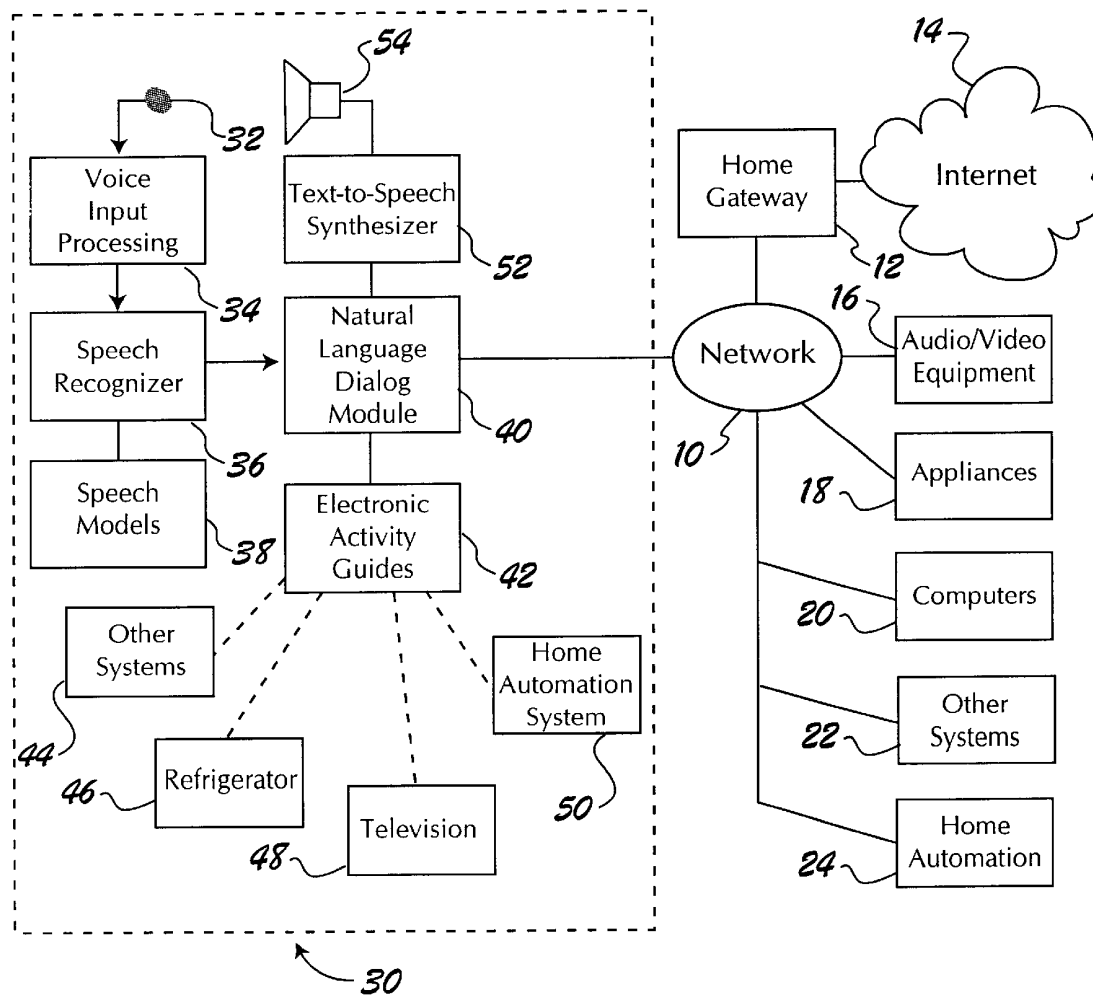 54
14
32
Voice
Input
Processing
34
Text-to-Speech
Synthesizer
52
Home
Gateway
12
Internet
Speech
Recognizer
36
Natural
Language
Dialog
Module
40
Network
10
16
Audio/Video
Equipment
Speech
Models
38
Electronic
Activity
Guides
42
18
Appliances
20
Computers
Other
Systems
44
Home
Automation
System
50
22
Other
Systems
46
Refrigerator
48
Television
24
Home
Automation
30